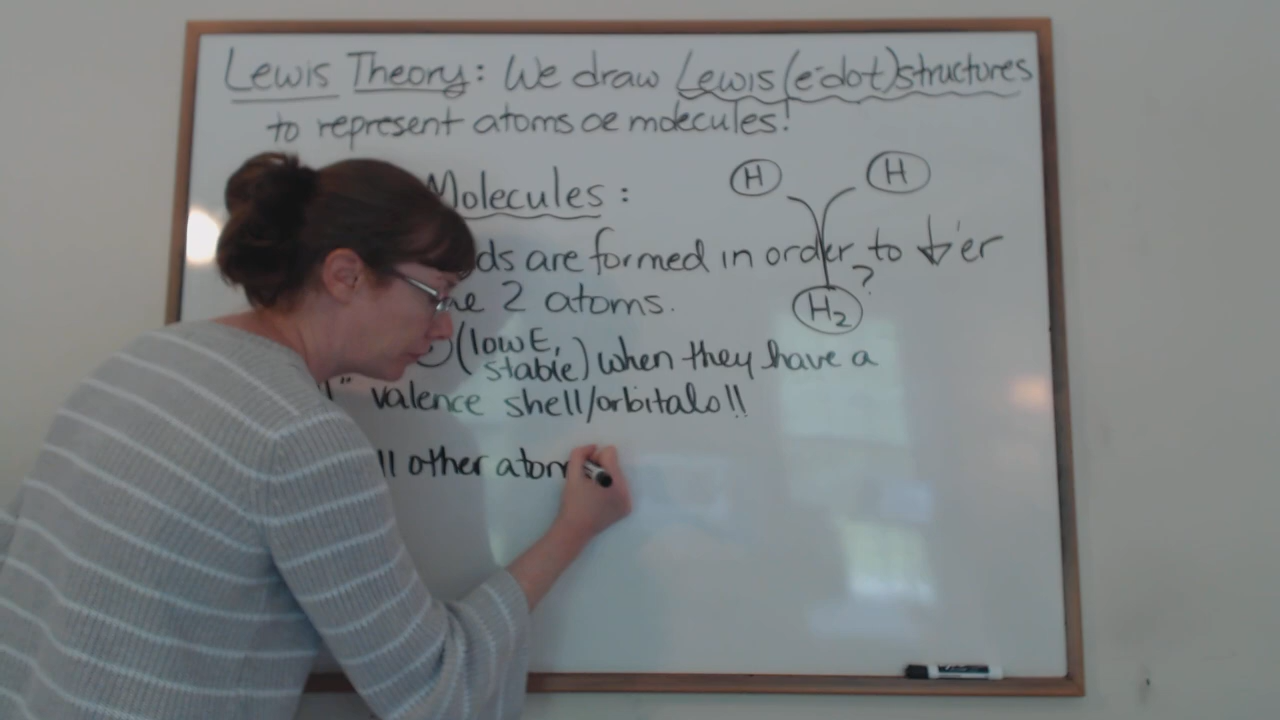 Lewis Theory: We draw Lewis (e⁻dot) structures
to represent atoms or molecules!
Molecules:
H H
ds are formed in order to ↓'er
?
2 atoms.
H₂
(low E,
stable) when they have a
" valence shell/orbitals!!
ll other atom